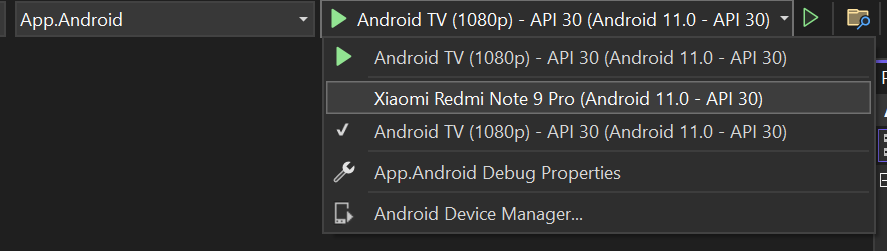 App.Android
Android TV (1080p) - API 30 (Android 11.0 - API 30)
Android TV (1080p) - API 30 (Android 11.0 - API 30)
Xiaomi Redmi Note 9 Pro (Android 11.0 - API 30)
Android TV (1080p) - API 30 (Android 11.0 - API 30)
App.Android Debug Properties
Android Device Manager...